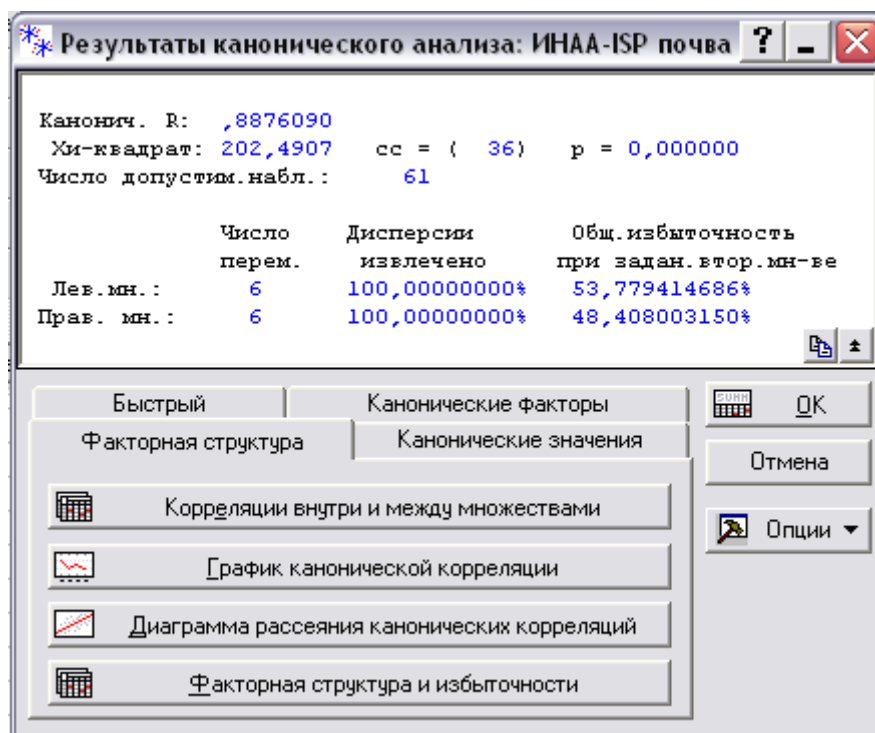 Результаты канонического анализа: ИНАА-ISP почва
Канонич. R: ,8876090
Хи-квадрат: 202,4907 сс = ( 36) p = 0,000000
Число допустим.набл.: 61
Число Дисперсии Общ.избыточность
перем. извлечено при задан.втор.мн-ве
Лев.мн.: 6 100,00000000% 53,779414686%
Прав. мн.: 6 100,00000000% 48,408003150%
Быстрый Канонические факторы
Факторная структура Канонические значения
Корреляции внутри и между множествами
График канонической корреляции
Диаграмма рассеяния канонических корреляций
Факторная структура и избыточности
SUMM OK
Отмена
Опции